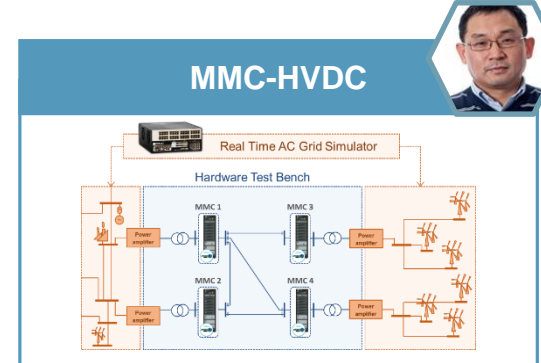 MMC-HVDC
Real Time AC Grid Simulator
Hardware Test Bench
MMC 1
MMC 3
Power
amplifier
Power
amplifier
MMC 2
MMC 4
Power
amplifier
Power
amplifier